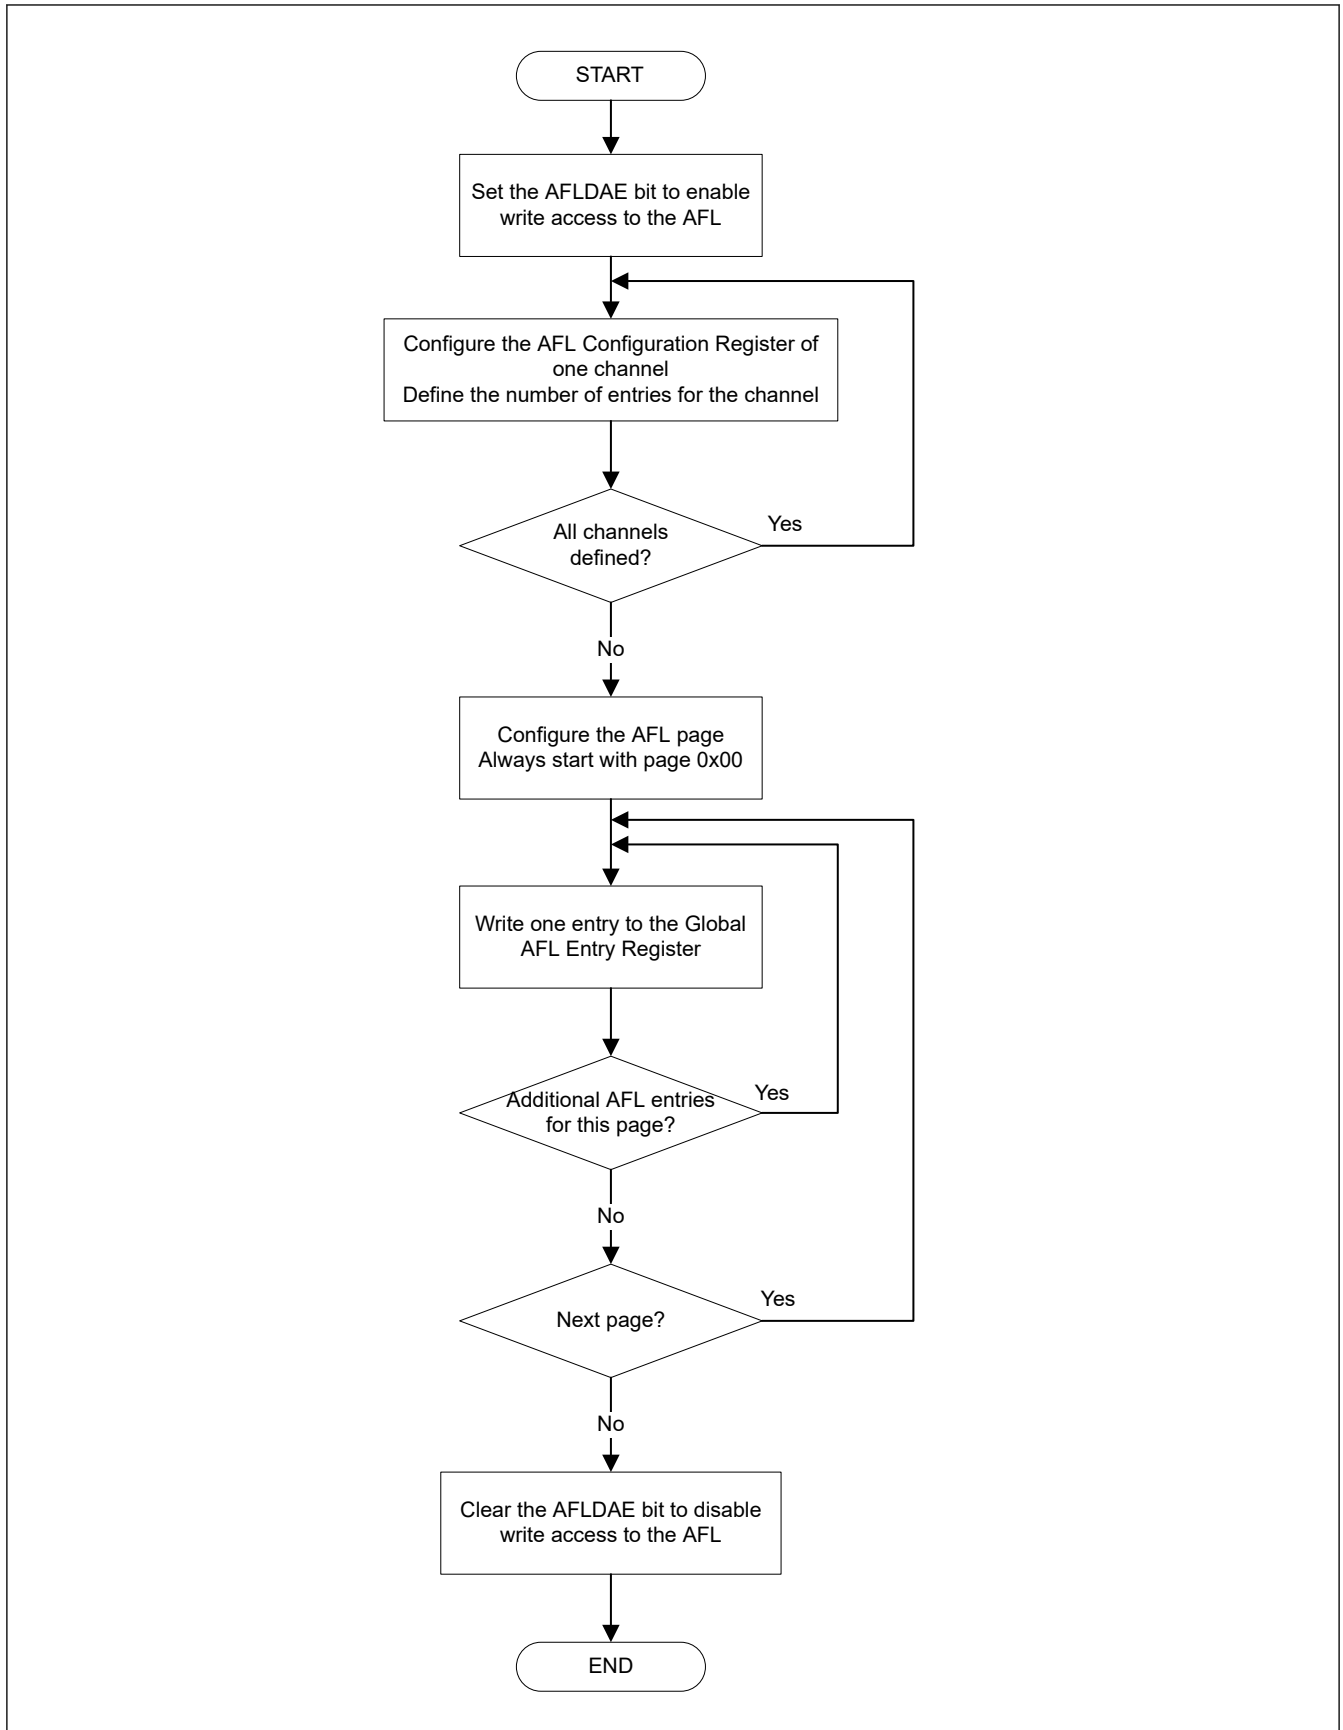 START
Set the AFLDAE bit to enable
write access to the AFL
Configure the AFL Configuration Register of
one channel
Define the number of entries for the channel
All channels
defined?
Yes
No
Configure the AFL page
Always start with page 0x00
Write one entry to the Global
AFL Entry Register
Additional AFL entries
for this page?
Yes
No
Next page?
Yes
No
Clear the AFLDAE bit to disable
write access to the AFL
END